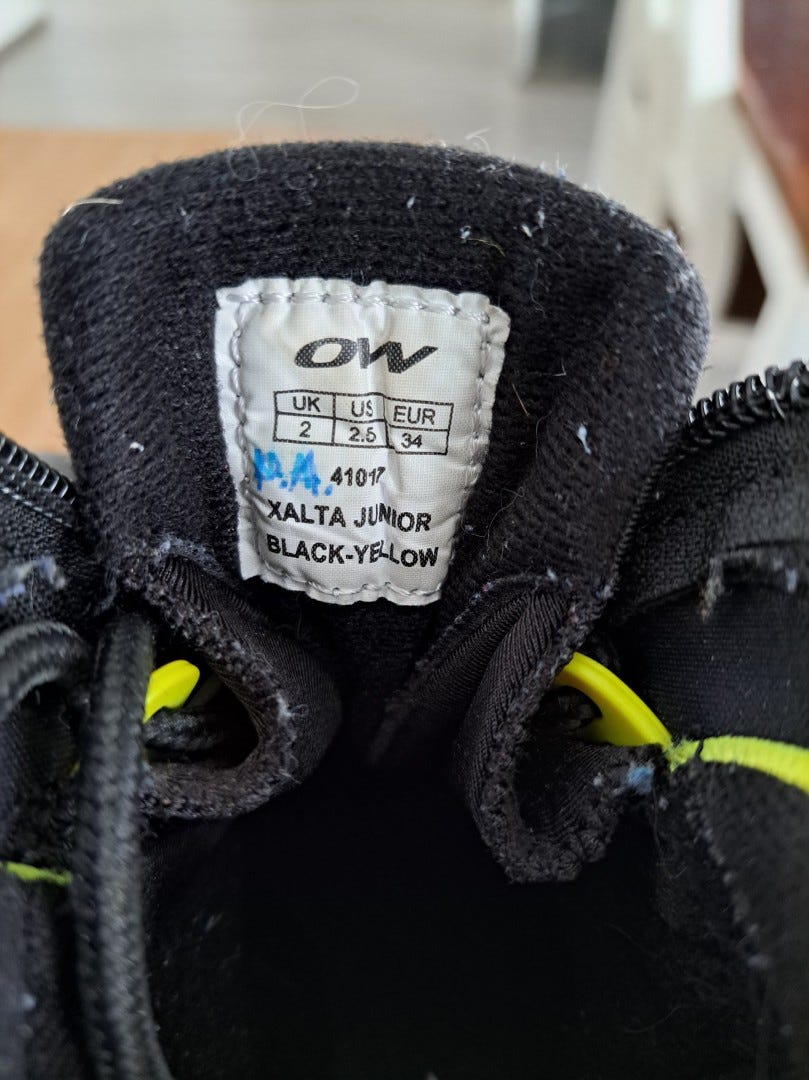 OW
UK US EUR
2 2.5 34
41017
XALTA JUNIOR
BLACK-YELLOW